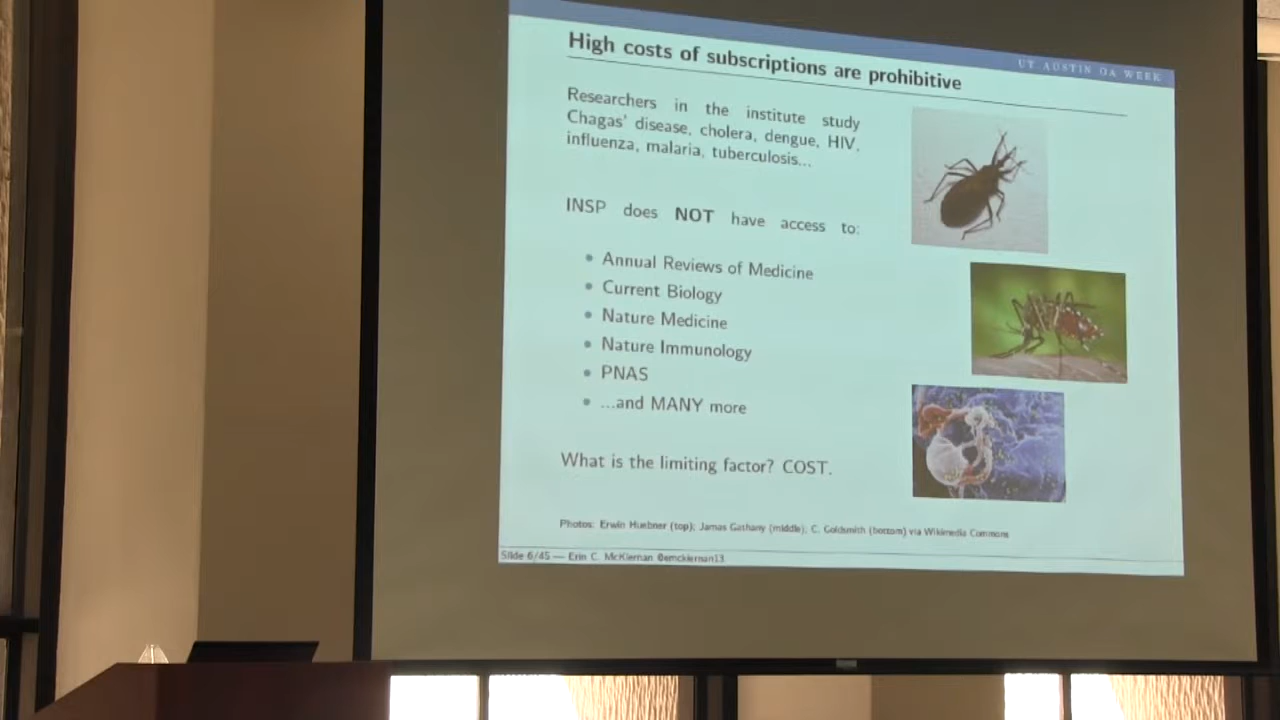 High costs of subscriptions are prohibitive
UT AUSTIN OA WEEK
Researchers in the institute study
Chagas' disease, cholera, dengue, HIV,
influenza, malaria, tuberculosis...
INSP does NOT have access to:
Annual Reviews of Medicine
Current Biology
Nature Medicine
Nature Immunology
PNAS
...and MANY more
What is the limiting factor? COST.
Photos: Erwin Huebner (top); Jamas Gathany (middle); C. Goldsmith (bottom) via Wikimedia Commons
Slide 6/45 — Erin C. McKiernan @emckiernan13